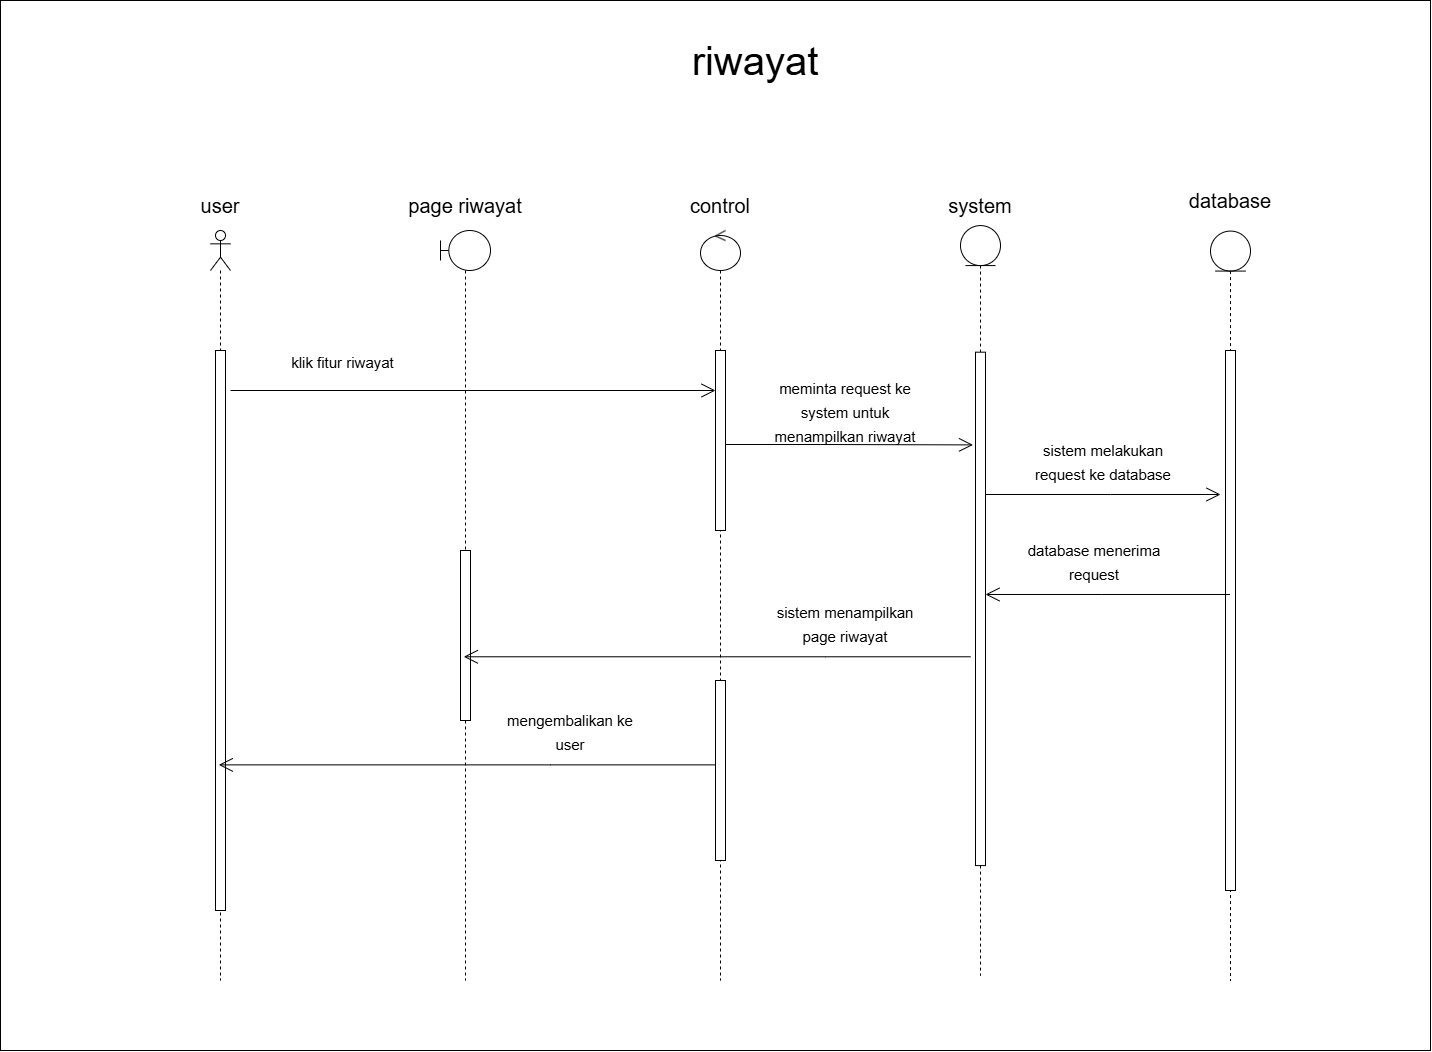 riwayat
user
page riwayat
control
system
database
klik fitur riwayat
meminta request ke
system untuk
menampilkan riwayat
sistem melakukan
request ke database
database menerima
request
sistem menampilkan
page riwayat
mengembalikan ke
user